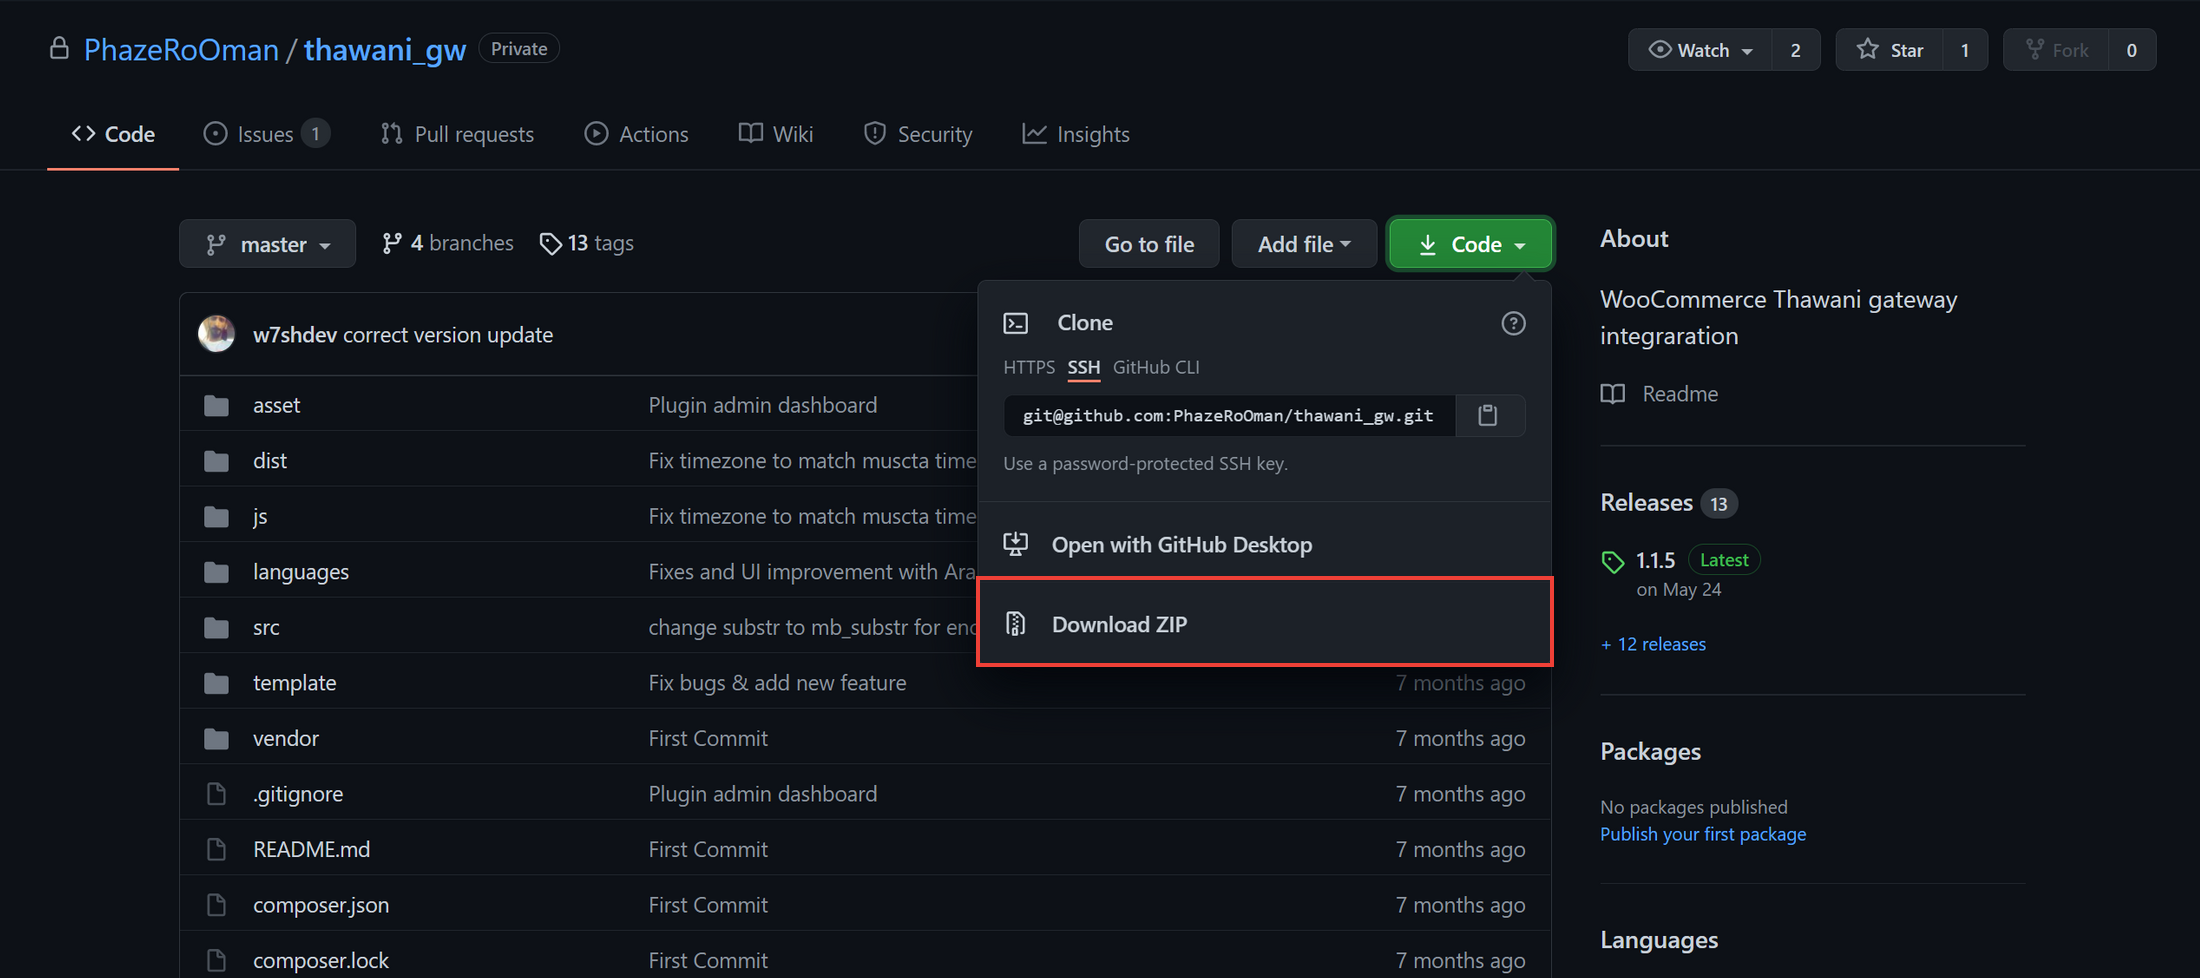 PhazeRoOman / thawani_gw Private
Watch 2 Star 1 Fork 0
Code Issues 1 Pull requests Actions Wiki Security Insights
master 4 branches 13 tags
Go to file Add file Code
w7shdev correct version update
asset Plugin admin dashboard
dist Fix timezone to match muscta time
js Fix timezone to match muscta time
languages Fixes and UI improvement with Ara
src change substr to mb_substr for enc
template Fix bugs & add new feature 7 months ago
vendor First Commit 7 months ago
.gitignore Plugin admin dashboard 7 months ago
README.md First Commit 7 months ago
composer.json First Commit 7 months ago
composer.lock First Commit 7 months ago
Clone
HTTPS SSH GitHub CLI
git@github.com:PhazeRoOman/thawani_gw.git
Use a password-protected SSH key.
Open with GitHub Desktop
Download ZIP
About
WooCommerce Thawani gateway
integraration
Readme
Releases 13
1.1.5 Latest
on May 24
+ 12 releases
Packages
No packages published
Publish your first package
Languages